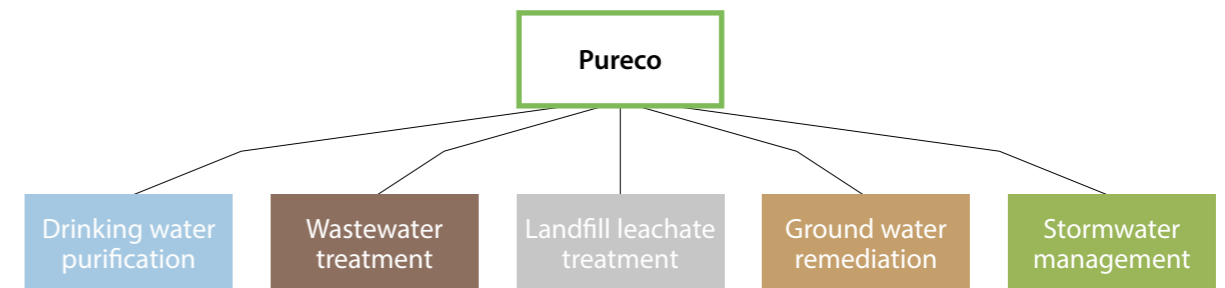 Pureco
Drinking water
purification
Wastewater
treatment
Landfill leachate
treatment
Ground water
remediation
Stormwater
management